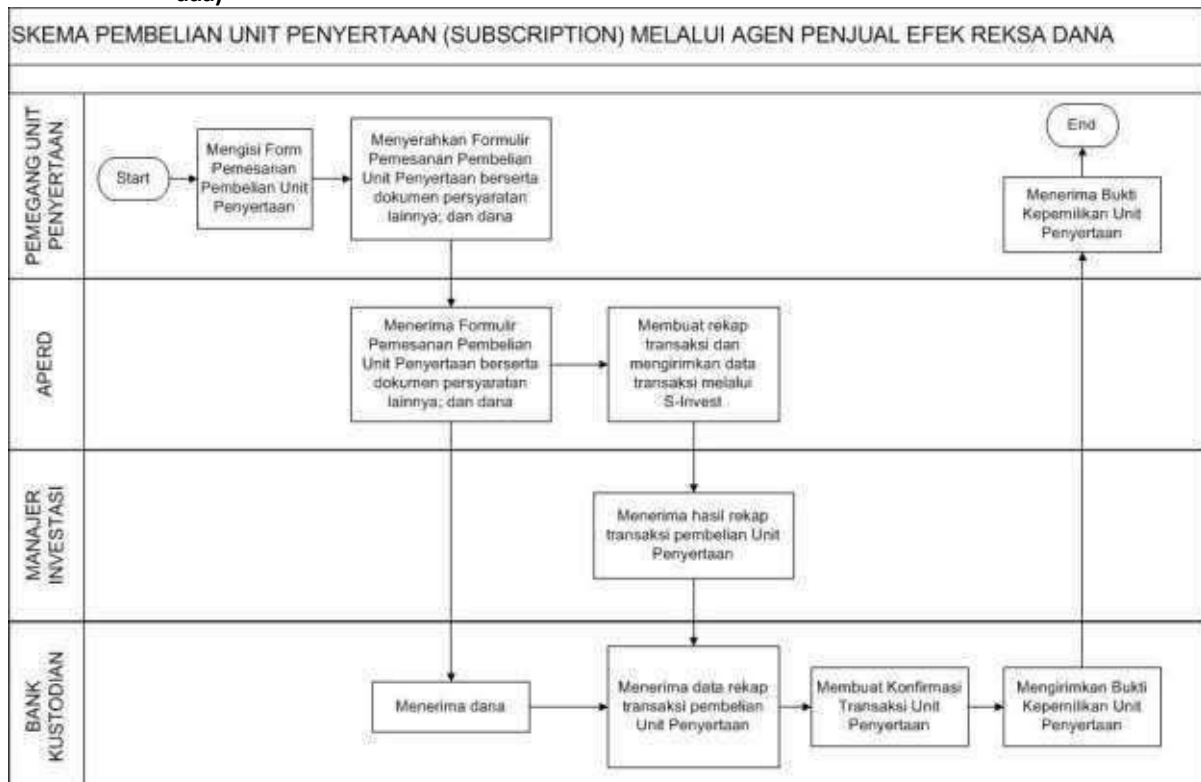 SKEMA PEMBELIAN UNIT PENYERTAAN (SUBSCRIPTION) MELALUI AGEN PENJUAL EFEK REKSA DANA
PEMEGANG UNIT
PENYERTAAN
Start
Mengisi Form
Pemesanan
Pembelian Unit
Penyertaan
Menyerahkan Formulir
Pemesanan Pembelian
Unit Penyertaan berserta
dokumen persyaratan
lainnya; dan dana
End
Menerima Bukti
Kepemilikan Unit
Penyertaan
APERD
Menerima Formulir
Pemesanan Pembelian
Unit Penyertaan berserta
dokumen persyaratan
lainnya; dan dana
Membuat rekap
transaksi dan
mengirimkan data
transaksi melalui
S-Invest
MANAJER
INVESTASI
Menerima hasil rekap
transaksi pembelian Unit
Penyertaan
BANK
KUSTODIAN
Menerima dana
Menerima data rekap
transaksi pembelian
Unit Penyertaan
Membuat Konfirmasi
Transaksi Unit
Penyertaan
Mengirimkan Bukti
Kepemilikan Unit
Penyertaan